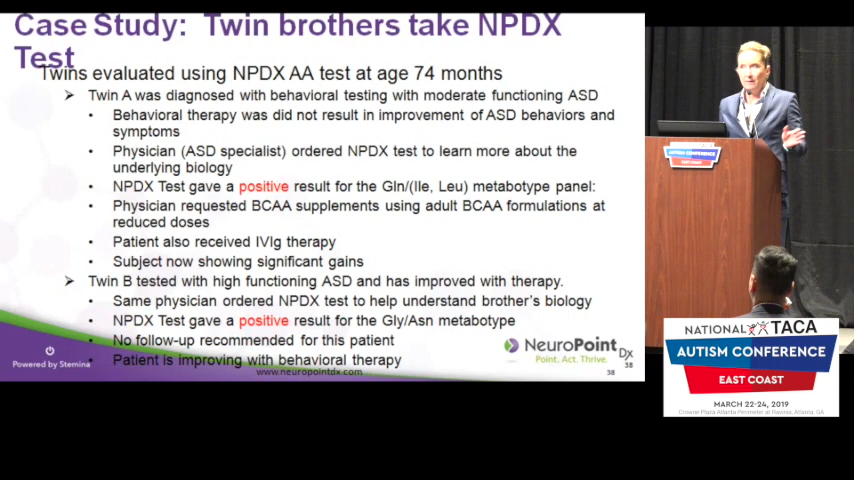 Case Study: Twin brothers take NPDX
Test
Twins evaluated using NPDX AA test at age 74 months
➤ Twin A was diagnosed with behavioral testing with moderate functioning ASD
• Behavioral therapy was did not result in improvement of ASD behaviors and
symptoms
• Physician (ASD specialist) ordered NPDX test to learn more about the
underlying biology
• NPDX Test gave a positive result for the Gln/(Ile, Leu) metabotype panel:
• Physician requested BCAA supplements using adult BCAA formulations at
reduced doses
• Patient also received IVIg therapy
• Subject now showing significant gains
➤ Twin B tested with high functioning ASD and has improved with therapy.
• Same physician ordered NPDX test to help understand brother's biology
• NPDX Test gave a positive result for the Gly/Asn metabotype
• No follow-up recommended for this patient
• Patient is improving with behavioral therapy
Powered by Stemina
www.neuropointdx.com
NeuroPoint Dx
Point. Act. Thrive.
38
38
TACA
AUTISM CONFERENCE
EAST COAST
NATIONAL TACA
AUTISM CONFERENCE
EAST COAST
MARCH 22-24, 2019
Crowne Plaza Atlanta Perimeter at Ravinia, Atlanta, GA